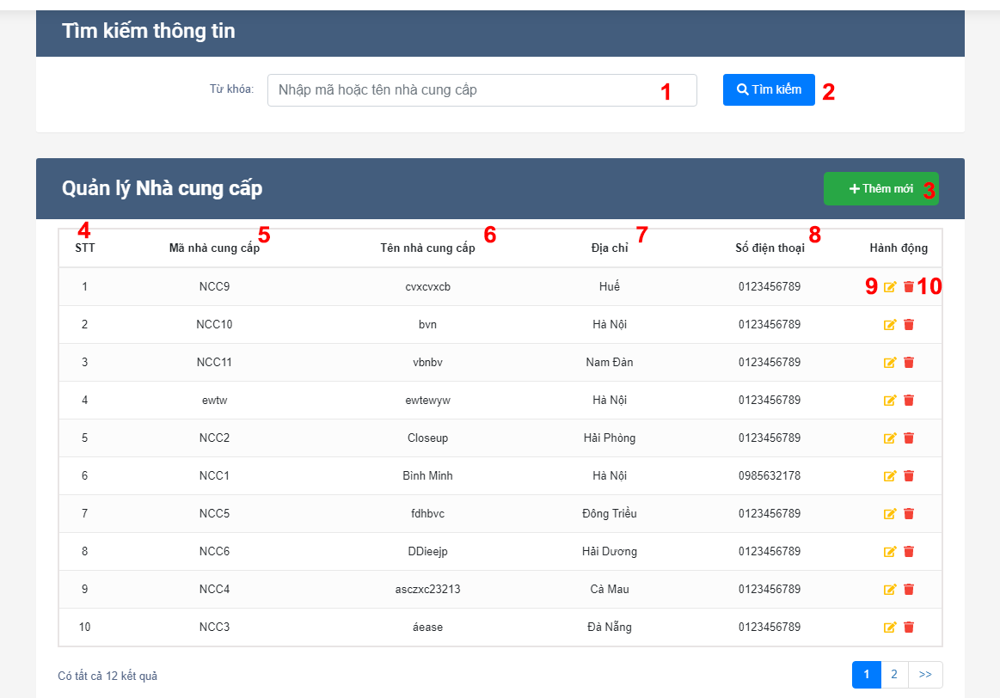 Tìm kiếm thông tin
Từ khóa: Nhập mã hoặc tên nhà cung cấp 1 Tìm kiếm 2
Quản lý Nhà cung cấp Thêm mới 3
4 5 6 7 8
STT Mã nhà cung cấp Tên nhà cung cấp Địa chỉ Số điện thoại Hành động
1 NCC9 cvxcvxcb Huế 0123456789 9 10
2 NCC10 bvn Hà Nội 0123456789
3 NCC11 vbnbv Nam Đàn 0123456789
4 ewtw ewtewyw Hà Nội 0123456789
5 NCC2 Closeup Hải Phòng 0123456789
6 NCC1 Bình Minh Hà Nội 0985632178
7 NCC5 fdhbvc Đông Triều 0123456789
8 NCC6 DDieejp Hải Dương 0123456789
9 NCC4 asczxc23213 Cà Mau 0123456789
10 NCC3 áease Đà Nẵng 0123456789
Có tất cả 12 kết quả 1 2 >>